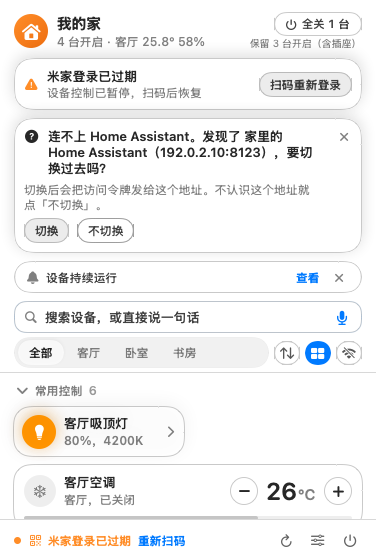 我的家
4 台开启 · 客厅 25.8° 58%
全关 1 台
保留 3 台开启（含插座）
米家登录已过期
设备控制已暂停，扫码后恢复
扫码重新登录
连不上 Home Assistant。发现了 家里的
Home Assistant（192.0.2.10:8123），要切
换过去吗?
切换后会把访问令牌发给这个地址。不认识这个地址就
点「不切换」。
切换
不切换
设备持续运行
查看
搜索设备，或直接说一句话
全部
客厅
卧室
书房
常用控制 6
客厅吸顶灯
80%，4200K
客厅空调
客厅，已关闭
26°C
米家登录已过期
重新扫码